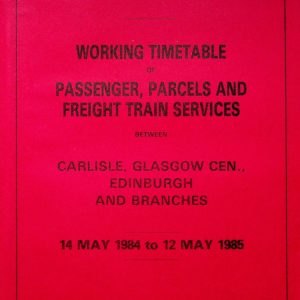 WORKING TIMETABLE
OF
PASSENGER, PARCELS AND
FREIGHT TRAIN SERVICES
BETWEEN
CARLISLE, GLASGOW CEN.,
EDINBURGH
AND BRANCHES
14 MAY 1984 to 12 MAY 1985